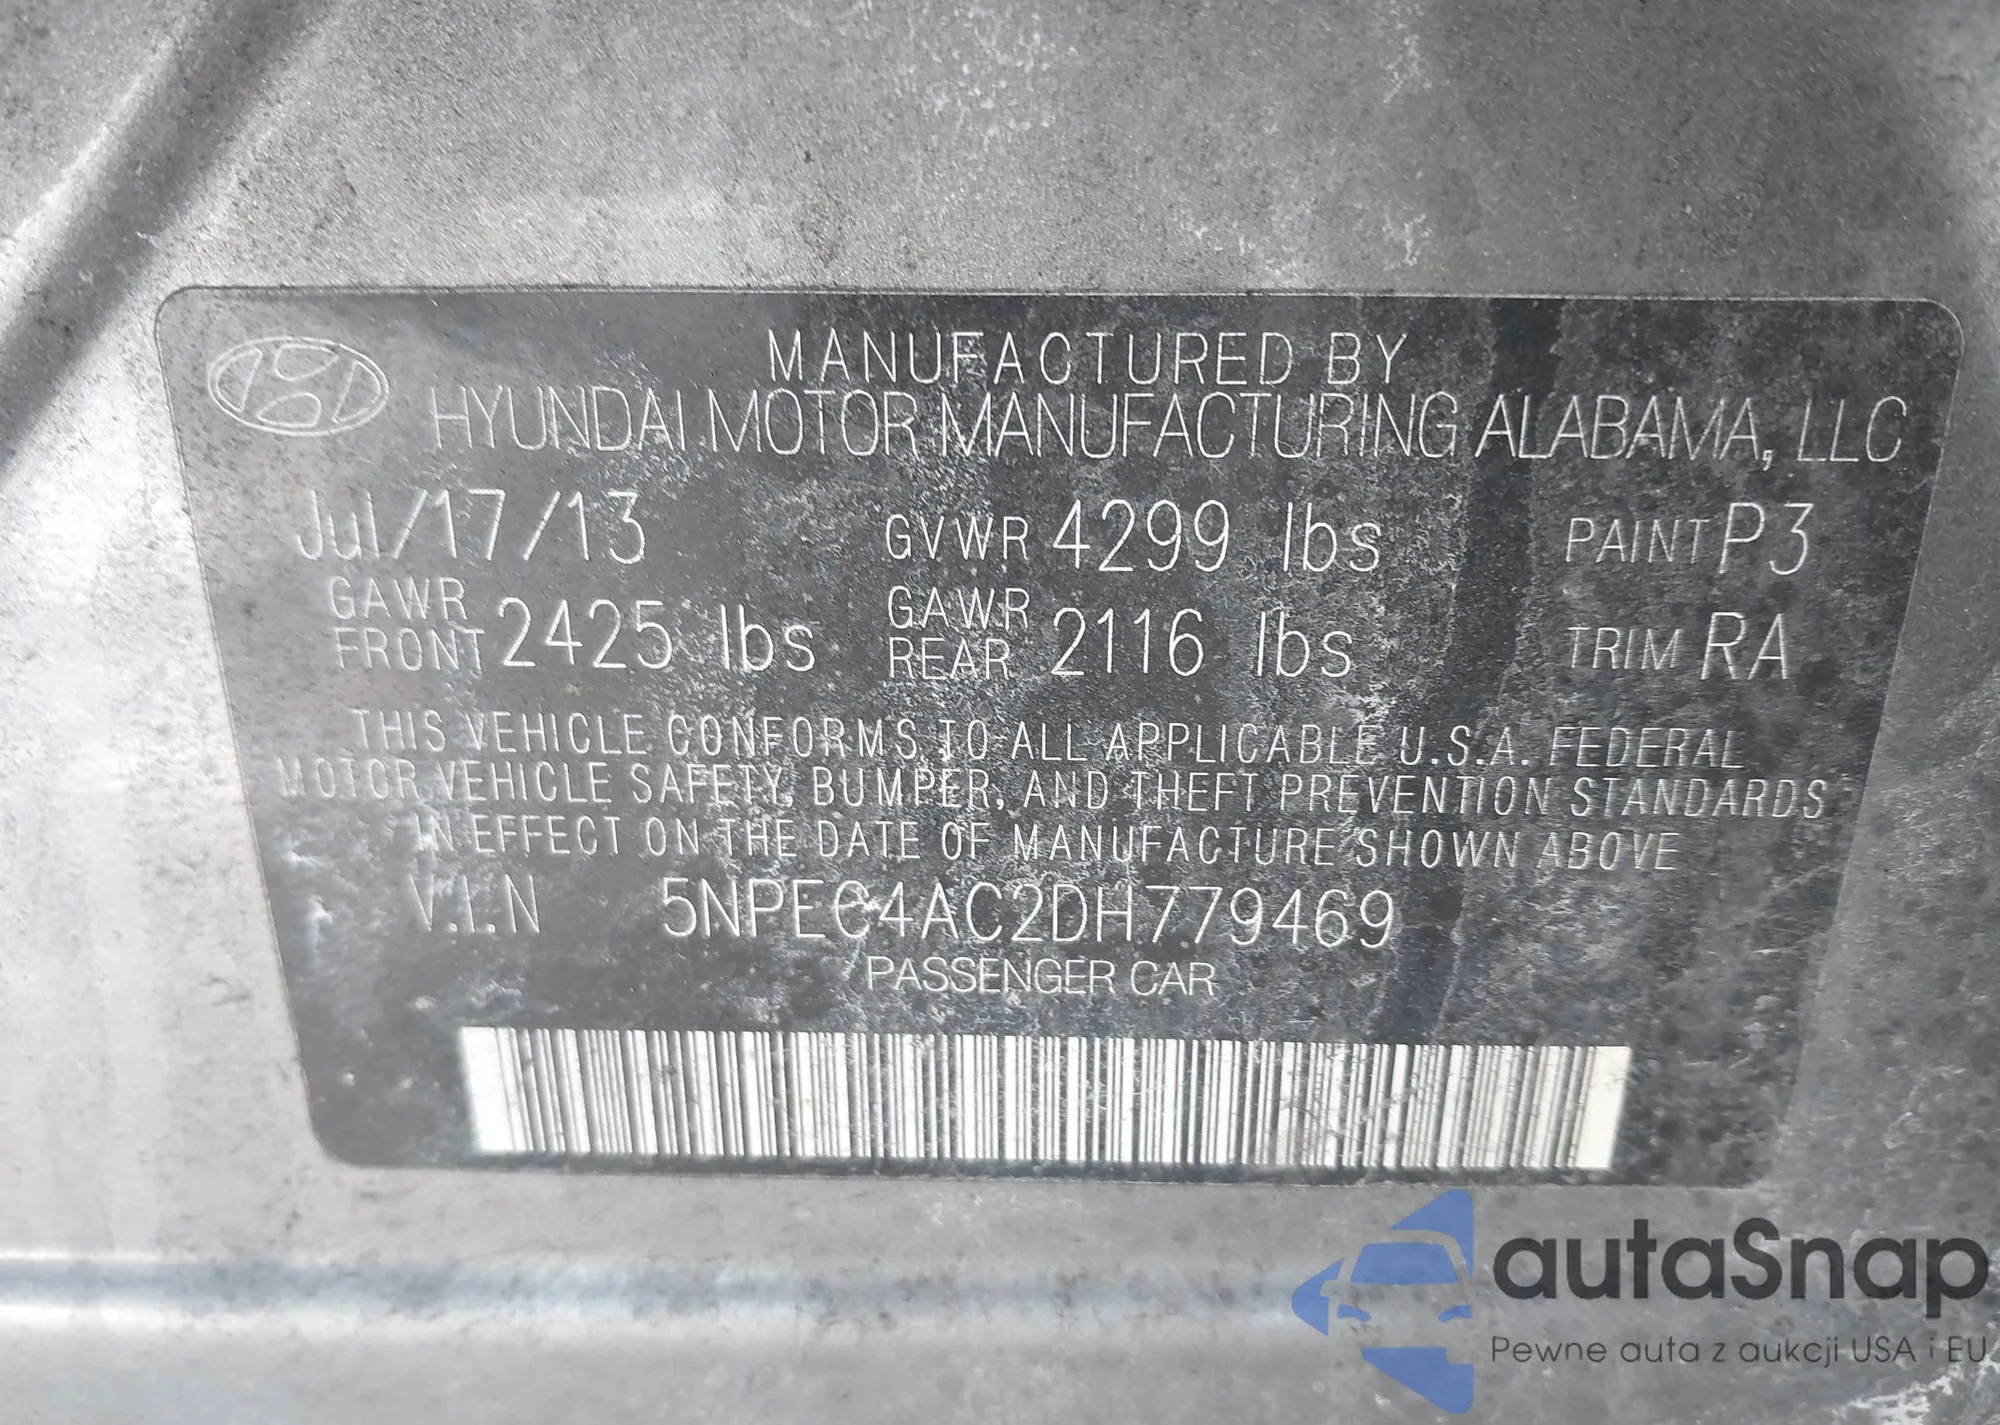 MANUFACTURED BY
HYUNDAI MOTOR MANUFACTURING ALABAMA, LLC
Jul/17/13 GVWR 4299 lbs PAINT P3
GAWR FRONT 2425 lbs GAWR REAR 2116 lbs TRIM RA
THIS VEHICLE CONFORMS TO ALL APPLICABLE U.S.A. FEDERAL
MOTOR VEHICLE SAFETY, BUMPER, AND THEFT PREVENTION STANDARDS
IN EFFECT ON THE DATE OF MANUFACTURE SHOWN ABOVE
V.I.N 5NPEC4AC2DH779469
PASSENGER CAR
autaSnap
Pewne auta z aukcji USA i EU